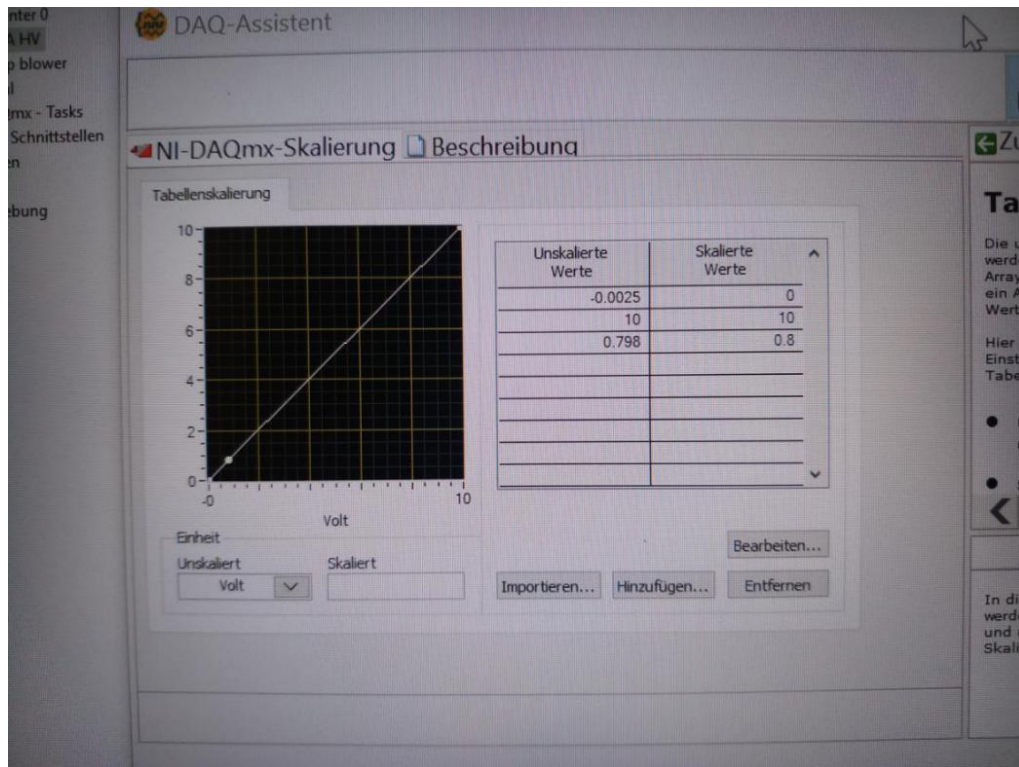 nter 0
A HV
p blower
mx - Tasks
Schnittstellen
en
ebung
DAQ-Assistent
NI-DAQmx-Skalierung
Beschreibung
Tabellenskalierung
10
8
6
4
2
0
-0
10
Volt
Unskalierte Werte
Skalierte Werte
-0.0025 0
10 10
0.798 0.8
Einheit
Unskaliert
Skaliert
Volt
Bearbeiten...
Importieren...
Hinzufügen...
Entfernen
Zu
Ta
Die u
werd
Array
ein A
Wert
Hier
Einst
Tabe
In di
werd
und
Skali